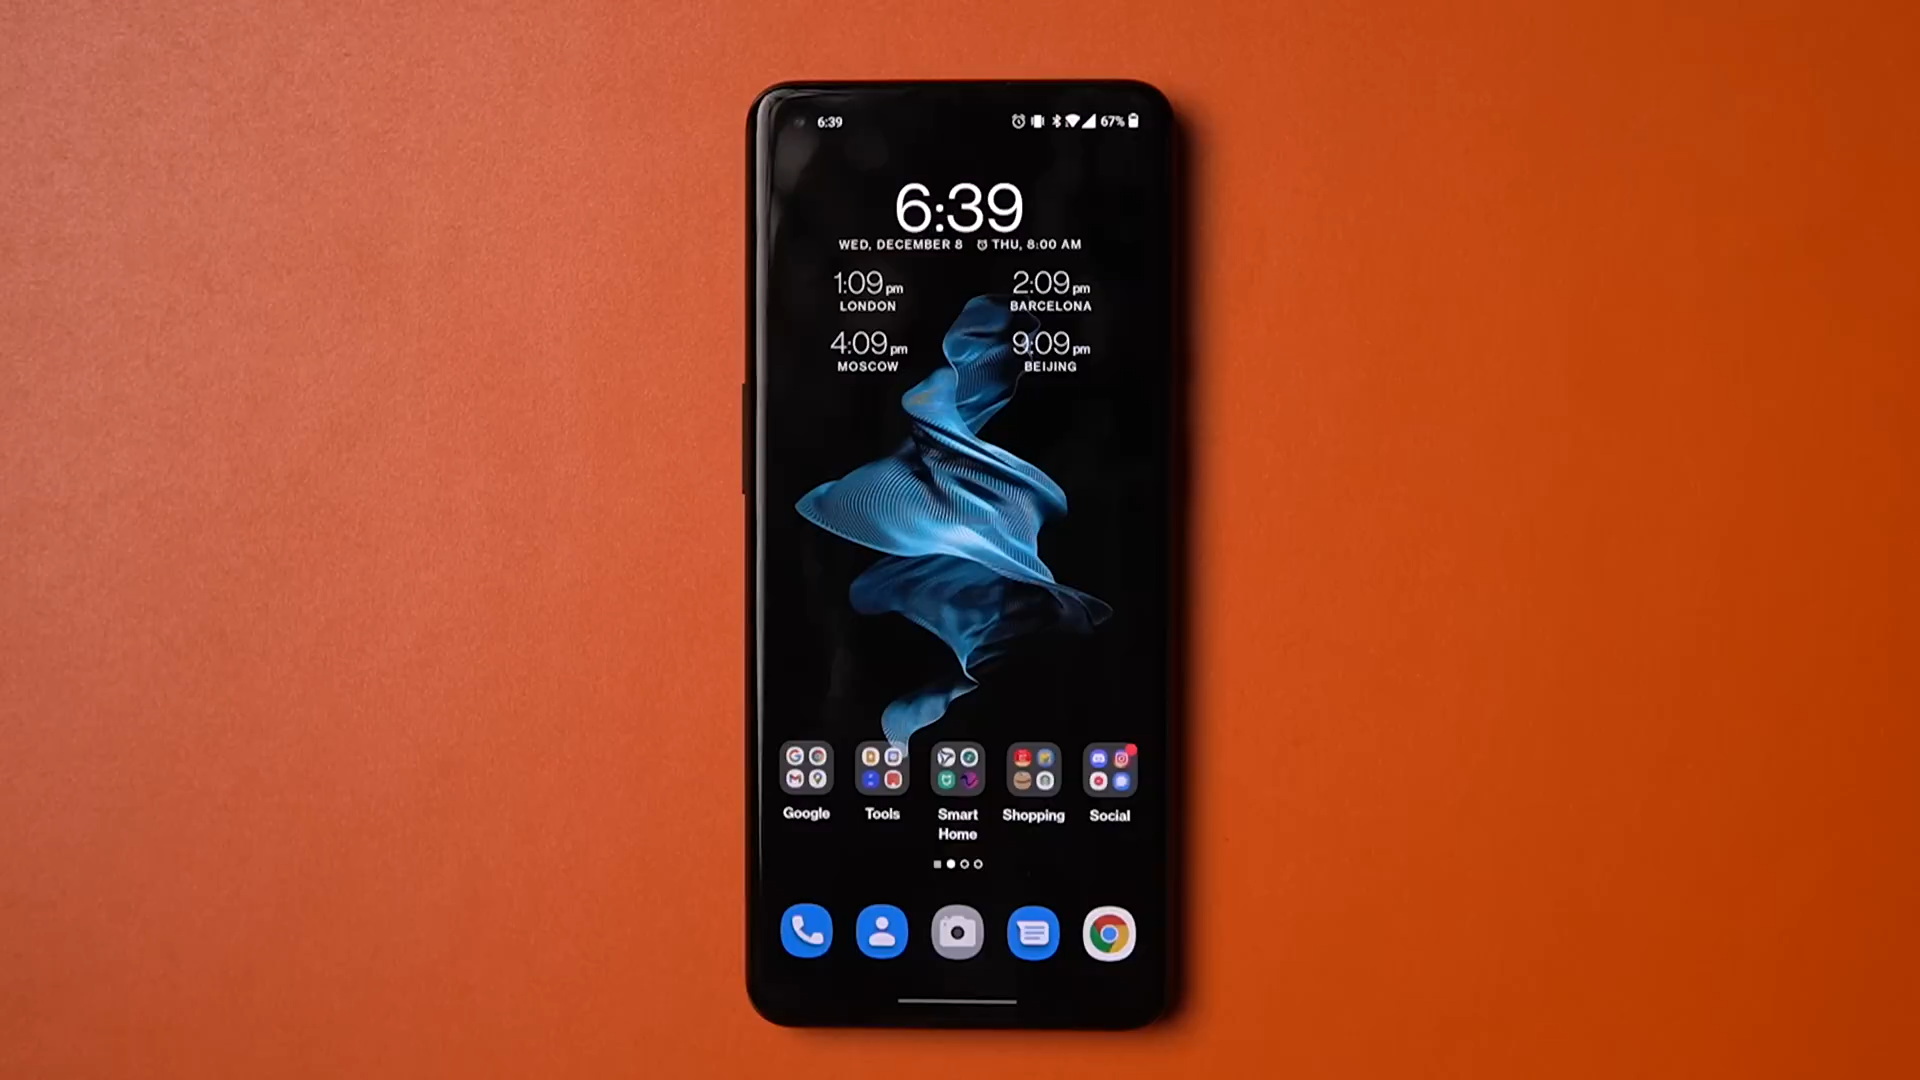 6:39 67%
6:39
WED, DECEMBER 8 THU, 8:00 AM
1:09 pm 2:09 pm
LONDON BARCELONA
4:09 pm 9:09 pm
MOSCOW BEIJING
Google Tools Smart Home Shopping Social